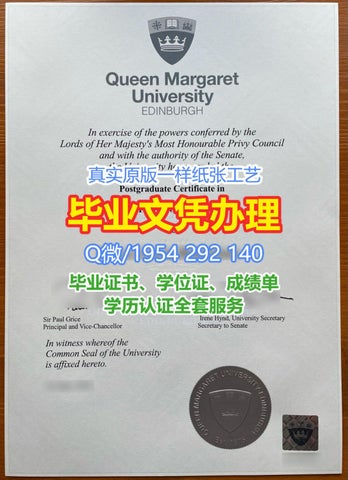 Queen Margaret
University
EDINBURGH
In exercise of the powers conferred by the
Lords of Her Majesty's Most Honourable Privy Council
and with the authority of the Senate,
真实原版一样纸张工艺
Postgraduate Certificate in
毕业文凭办理
Q微/1954 292 140
毕业证书、学位证、成绩单
学历认证全套服务
Sir Paul Grice
Principal and Vice-Chancellor
Irene Hynd, University Secretary
Secretary to Senate
In witness whereof the
Common Seal of the University
is affixed hereto.
QUEEN MARGARET UNIVERSITY EDINBURGH